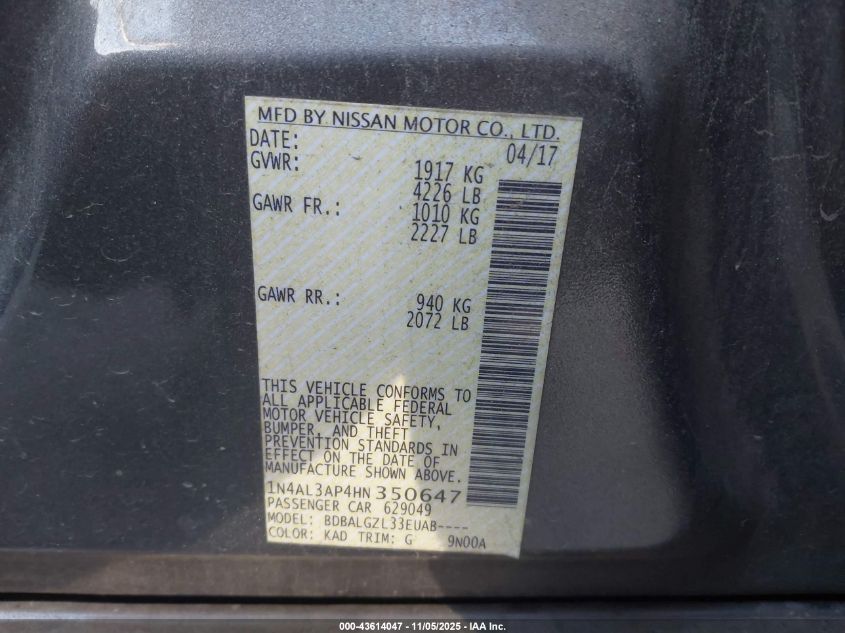 MFD BY NISSAN MOTOR CO., LTD.
DATE: 04/17
GVWR: 1917 KG
4226 LB
GAWR FR.: 1010 KG
2227 LB
GAWR RR.: 940 KG
2072 LB
THIS VEHICLE CONFORMS TO
ALL APPLICABLE FEDERAL
MOTOR VEHICLE SAFETY,
BUMPER, AND THEFT
PREVENTION STANDARDS IN
EFFECT ON THE DATE OF
MANUFACTURE SHOWN ABOVE.
1N4AL3AP4HN 350647
PASSENGER CAR 629049
MODEL: BDBALGZL33EUAB----
COLOR: KAD TRIM: G 9N00A
000-43614047 - 11/05/2025 - IAA Inc.